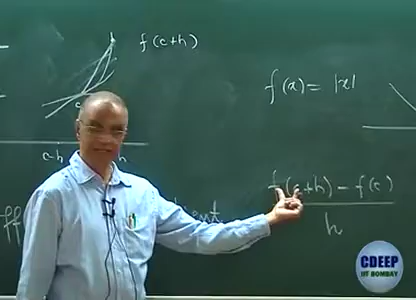 f(c+h)
f(x) = |x|
c
f(c+h) - f(c)
h
CDEEP
IIT BOMBAY